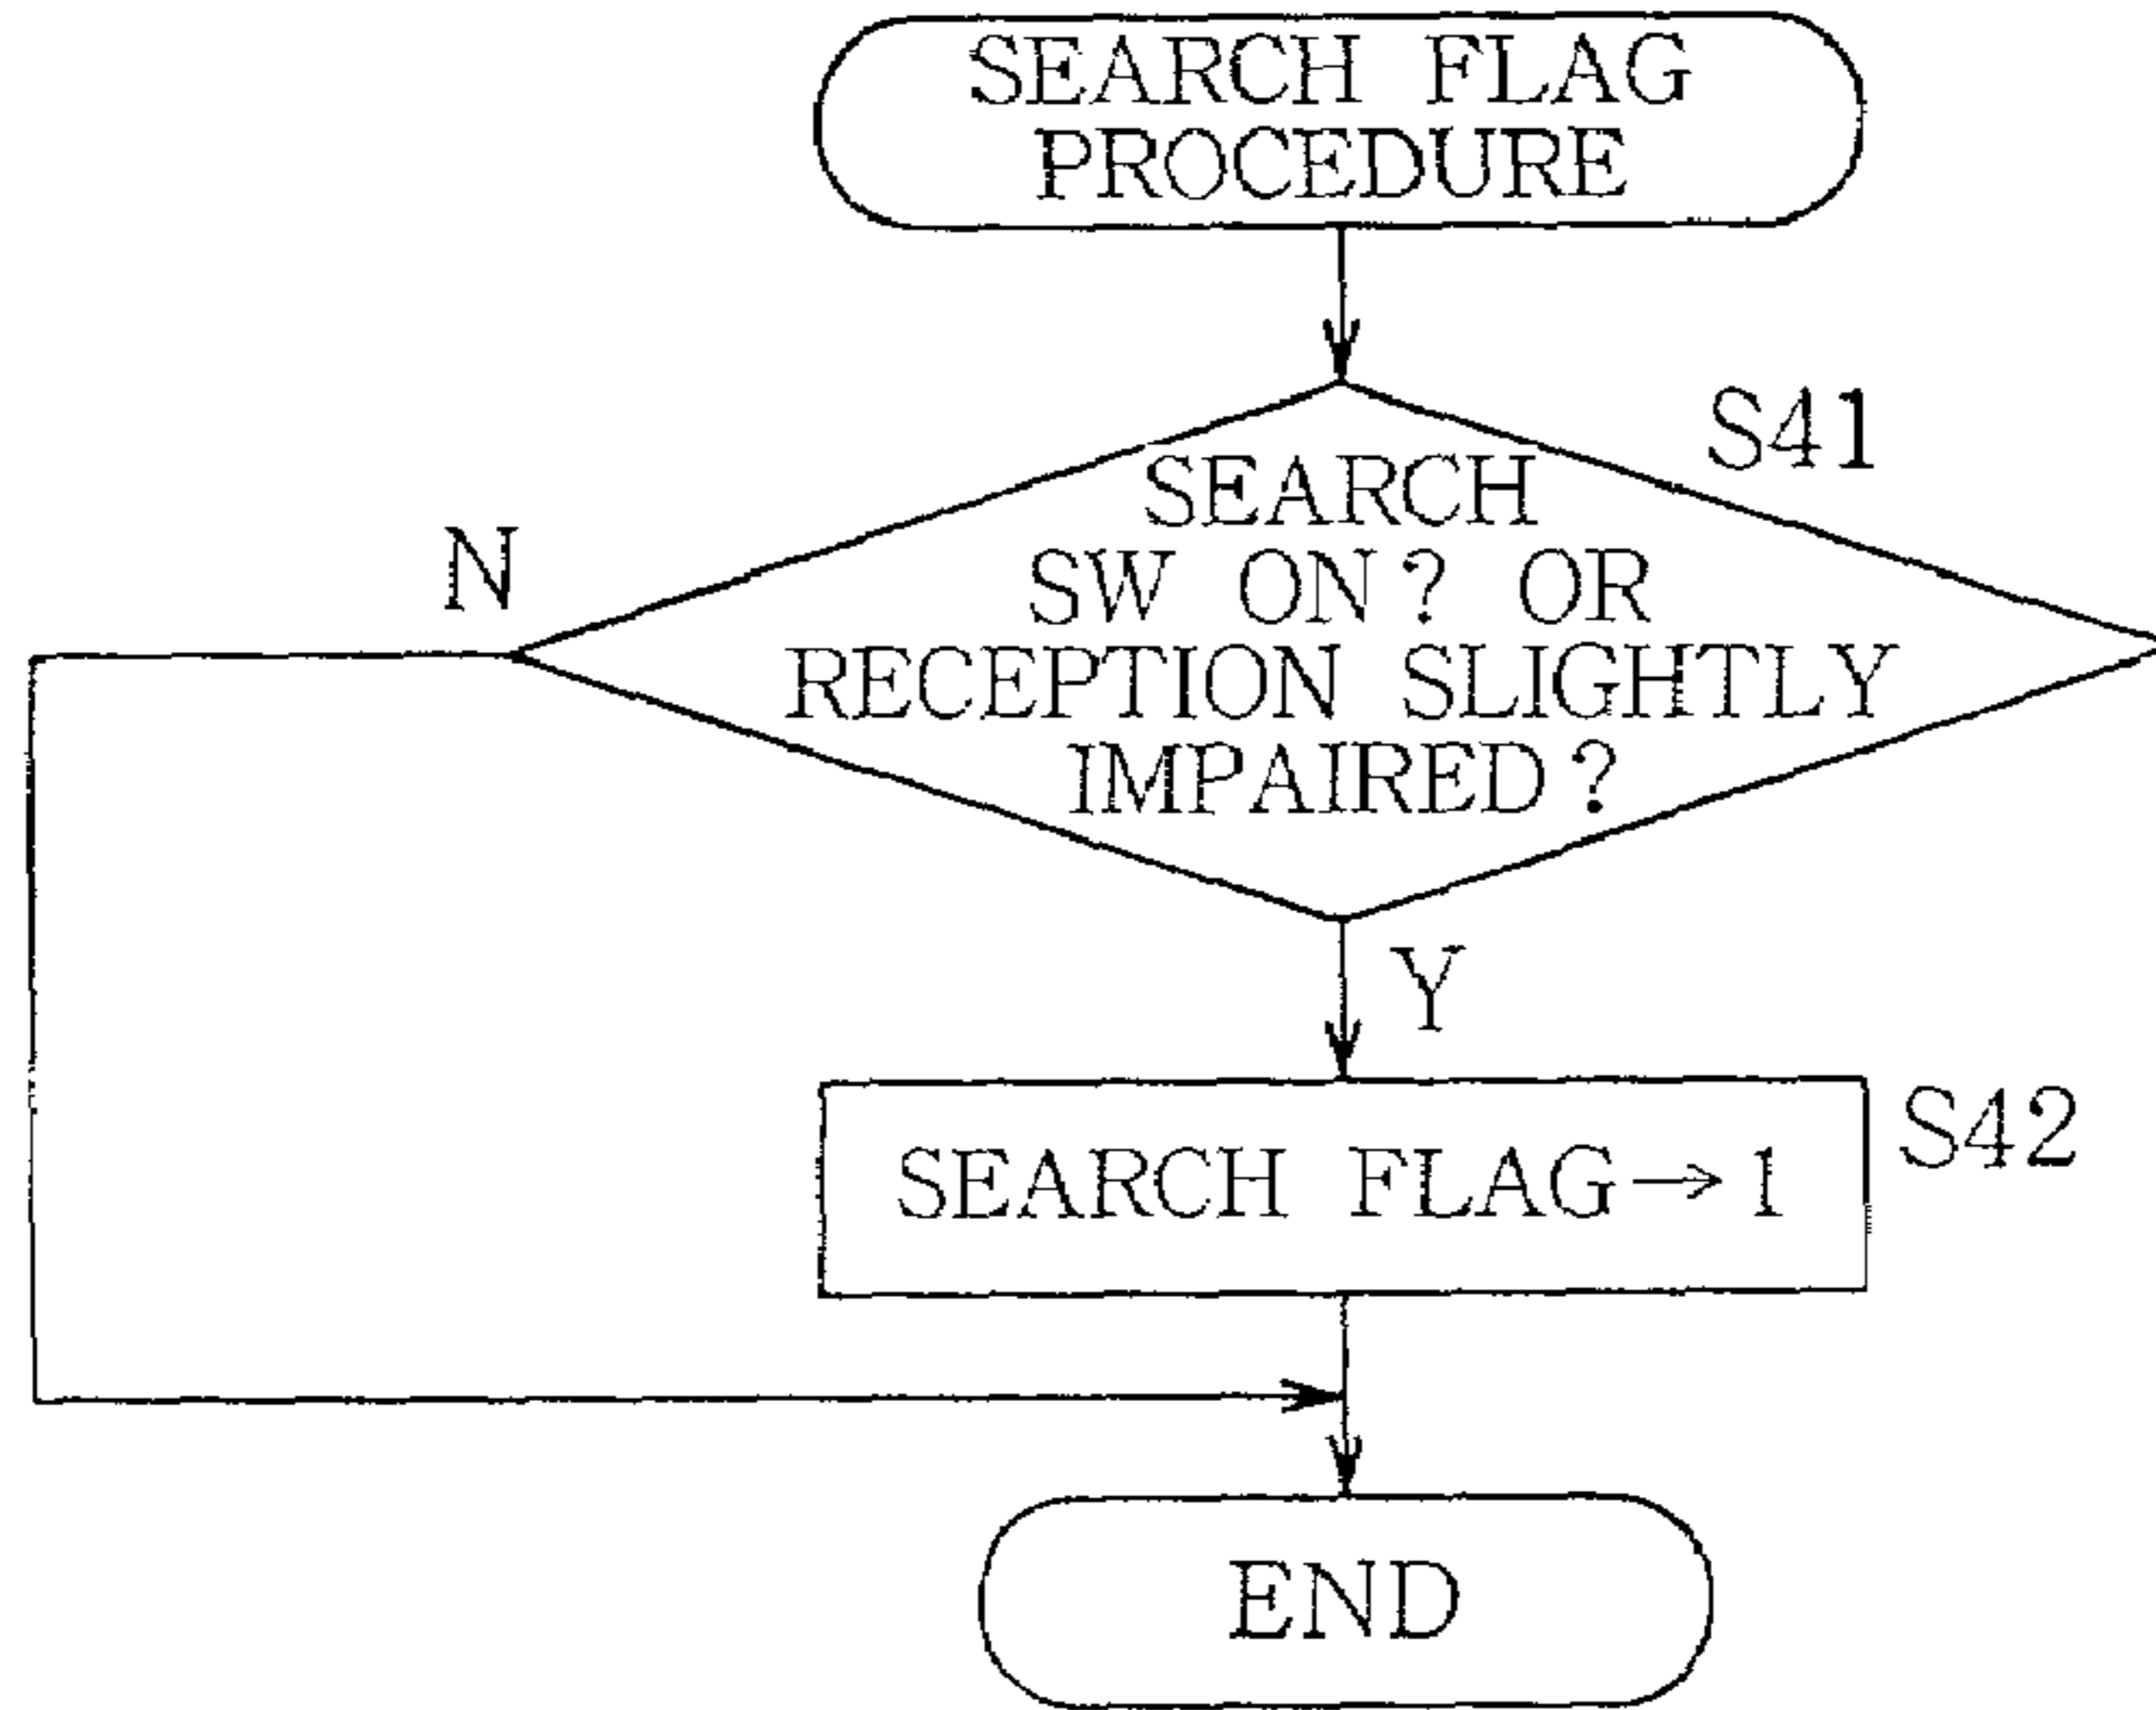 SEARCH FLAG
PROCEDURE
S41
SEARCH
SW ON? OR
RECEPTION SLIGHTLY
IMPAIRED?
N
Y
SEARCH FLAG→1
S42
END